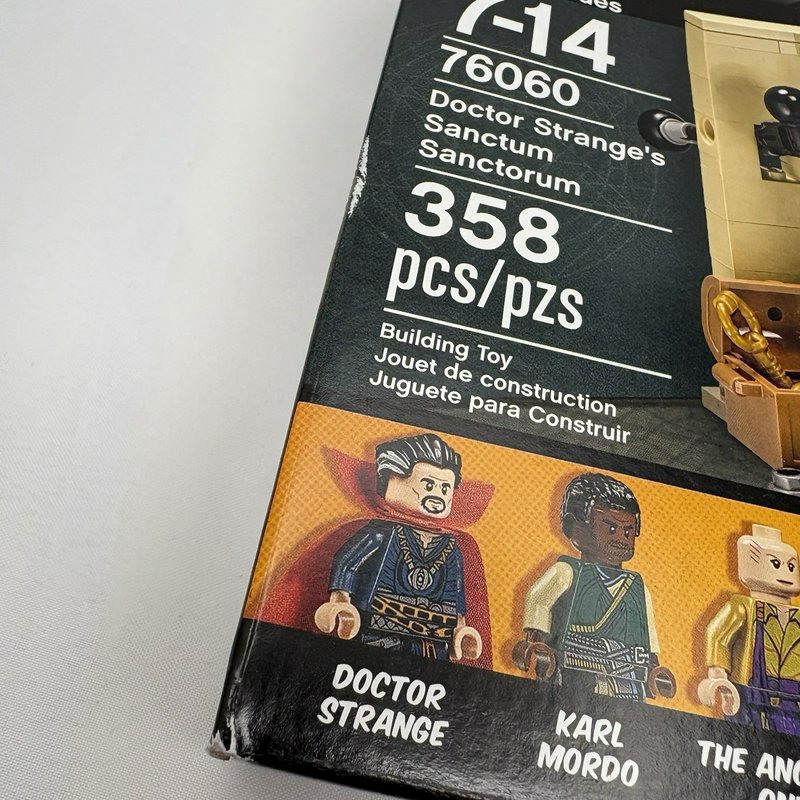 7-14
76060
Doctor Strange's
Sanctum
Sanctorum
358
pcs/pzs
Building Toy
Jouet de construction
Juguete para Construir
DOCTOR
STRANGE
KARL
MORDO
THE